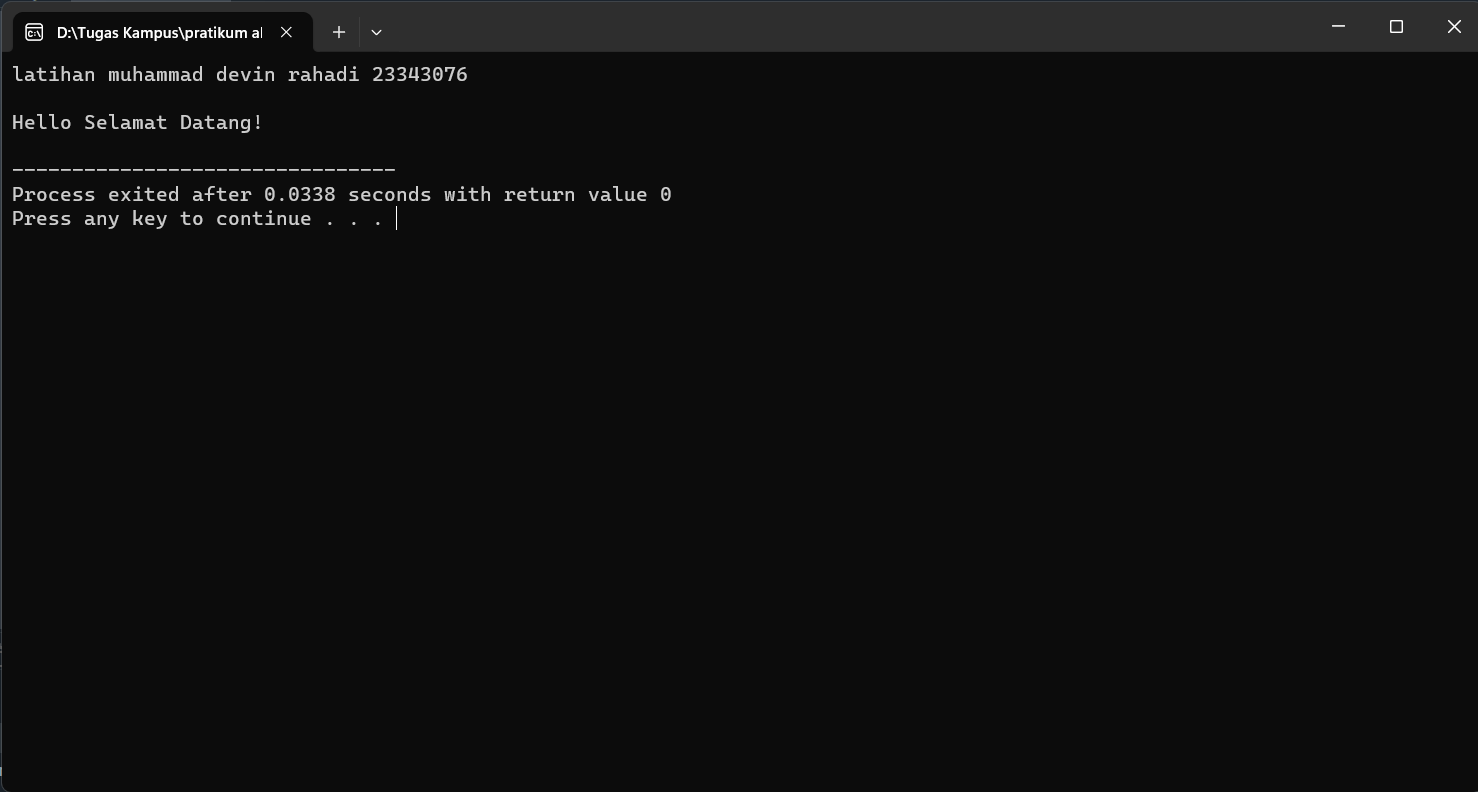 D:\Tugas Kampus\pratikum al
latihan muhammad devin rahadi 23343076
Hello Selamat Datang!
--------------------------------
Process exited after 0.0338 seconds with return value 0
Press any key to continue . . .